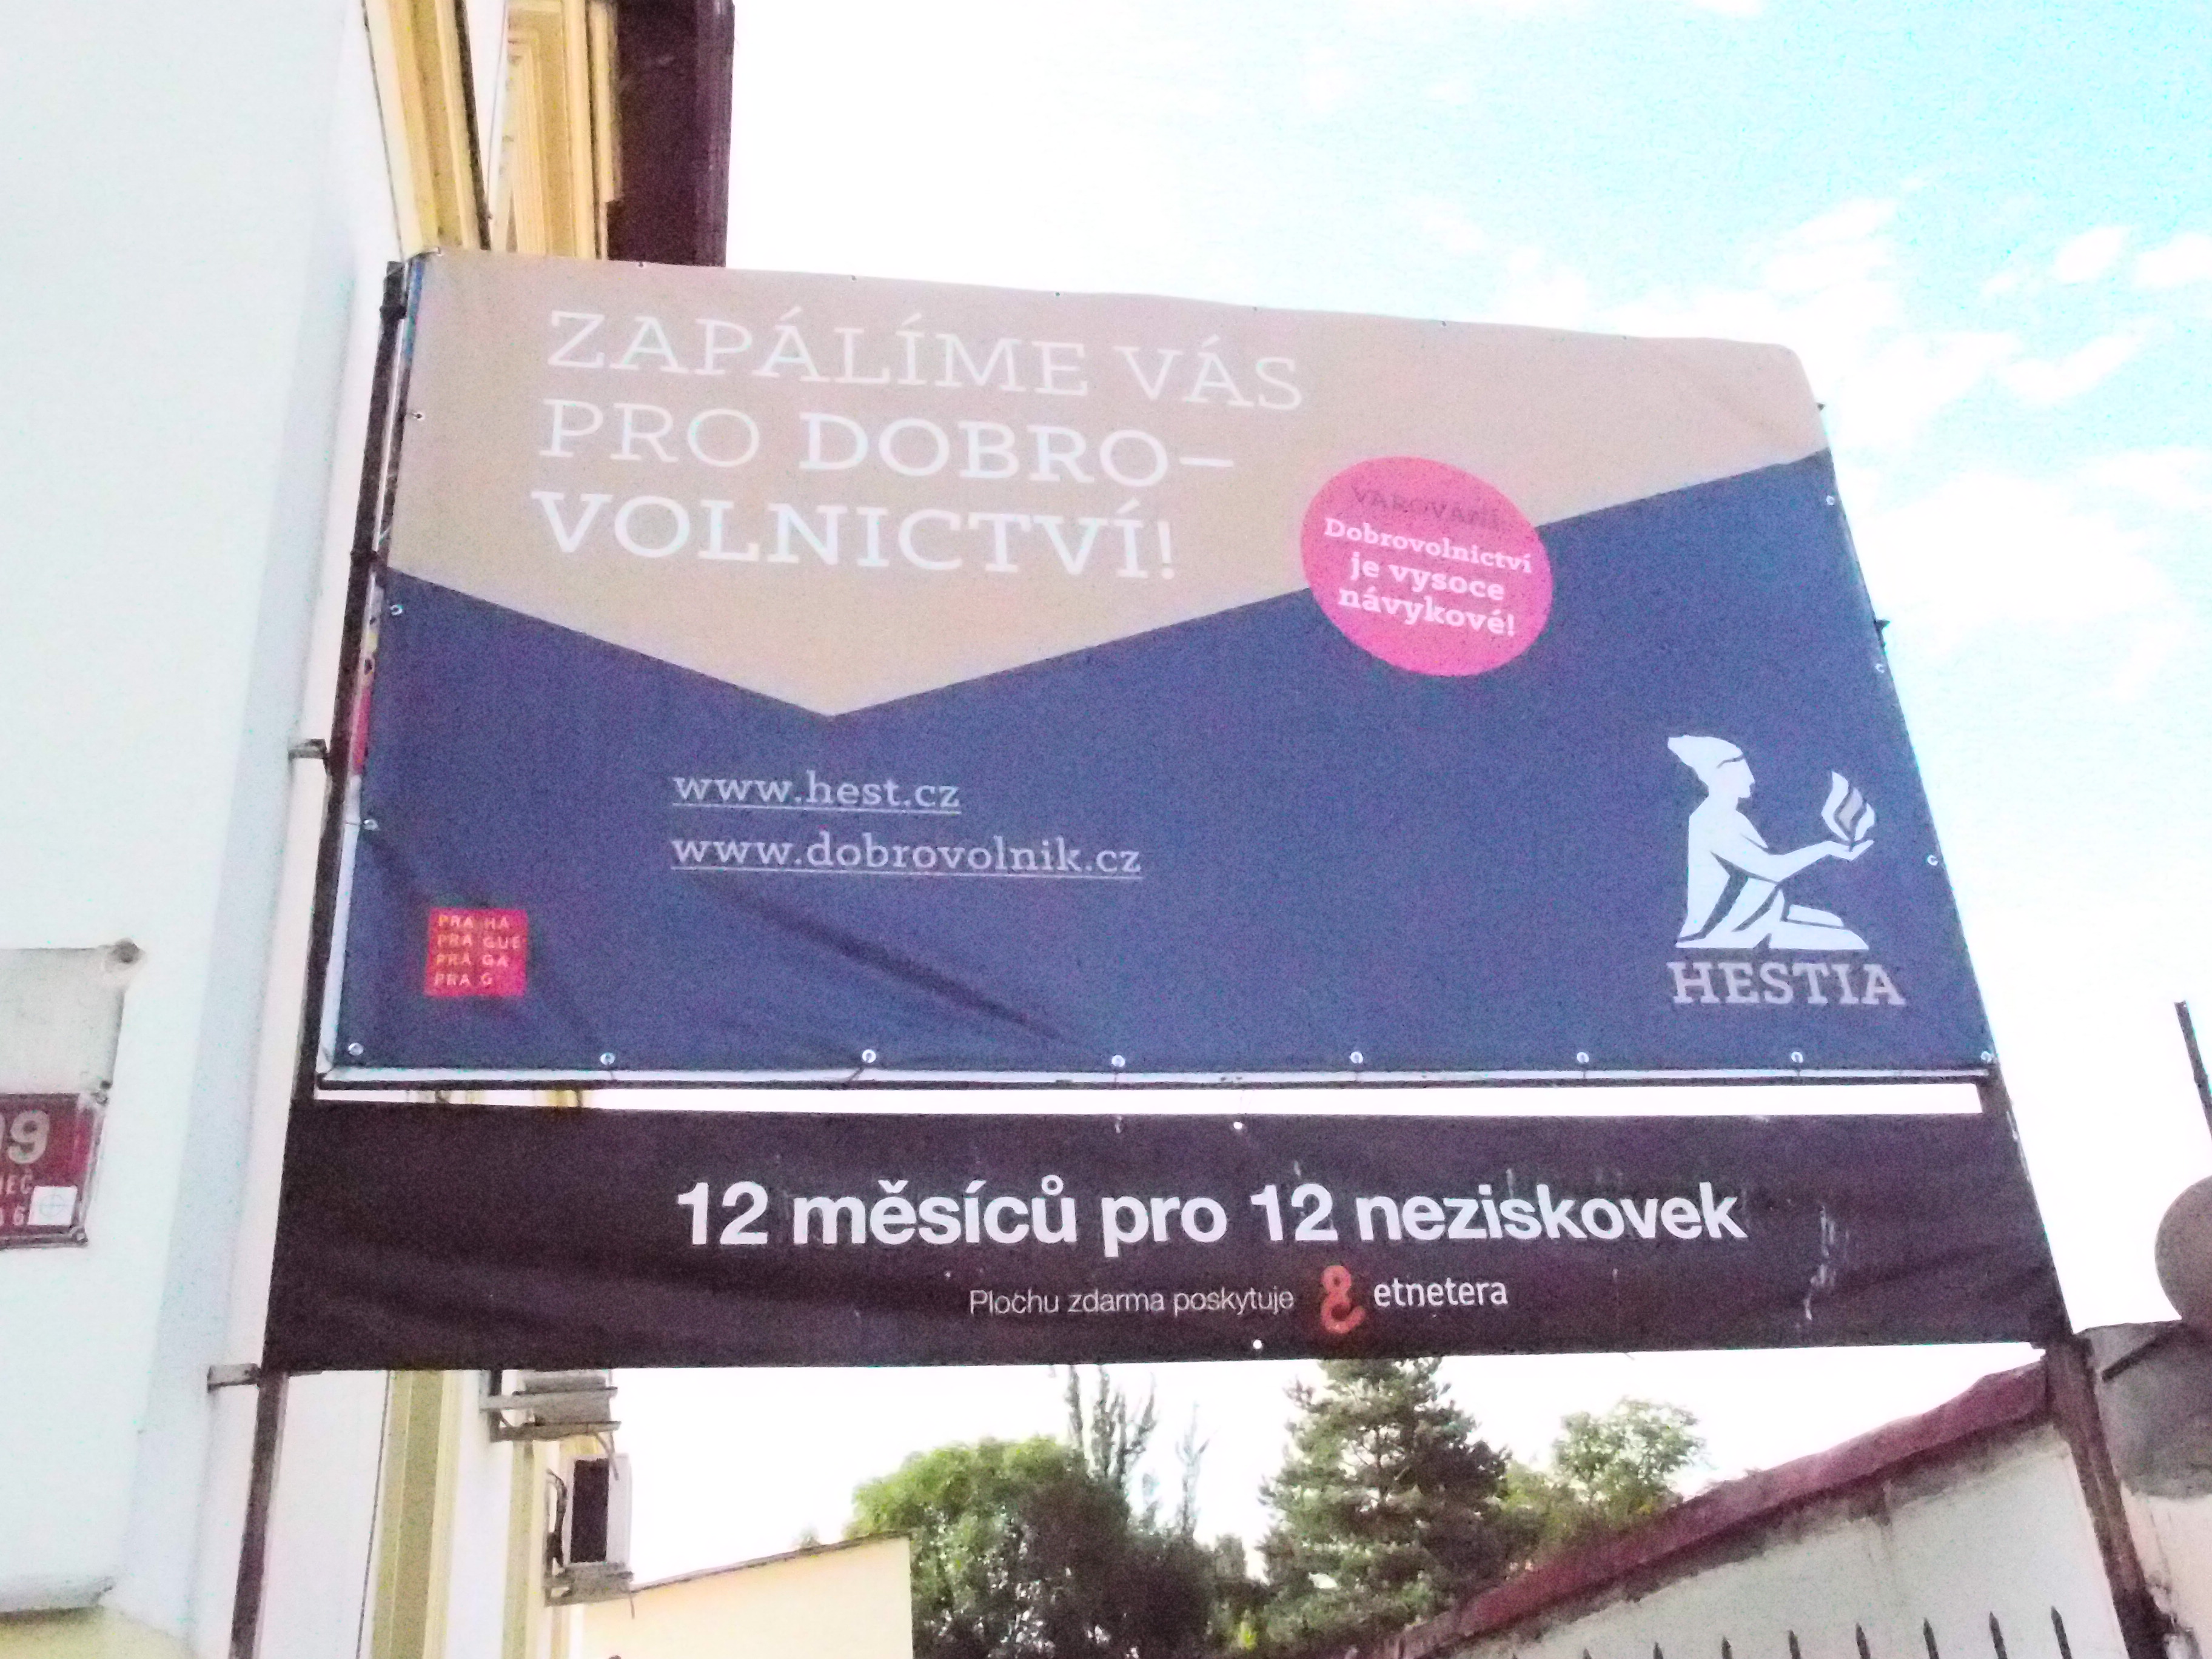 ZAPÁLÍME VÁS
PRO DOBRO–
VOLNICTVÍ!
VAROVÁNÍ:
Dobrovolnictví
je vysoce
návykové!
www.hest.cz
www.dobrovolnik.cz
PRA HA
PRA GUE
PRA GA
PRA G
HESTIA
12 měsíců pro 12 neziskovek
Plochu zdarma poskytuje etnetera